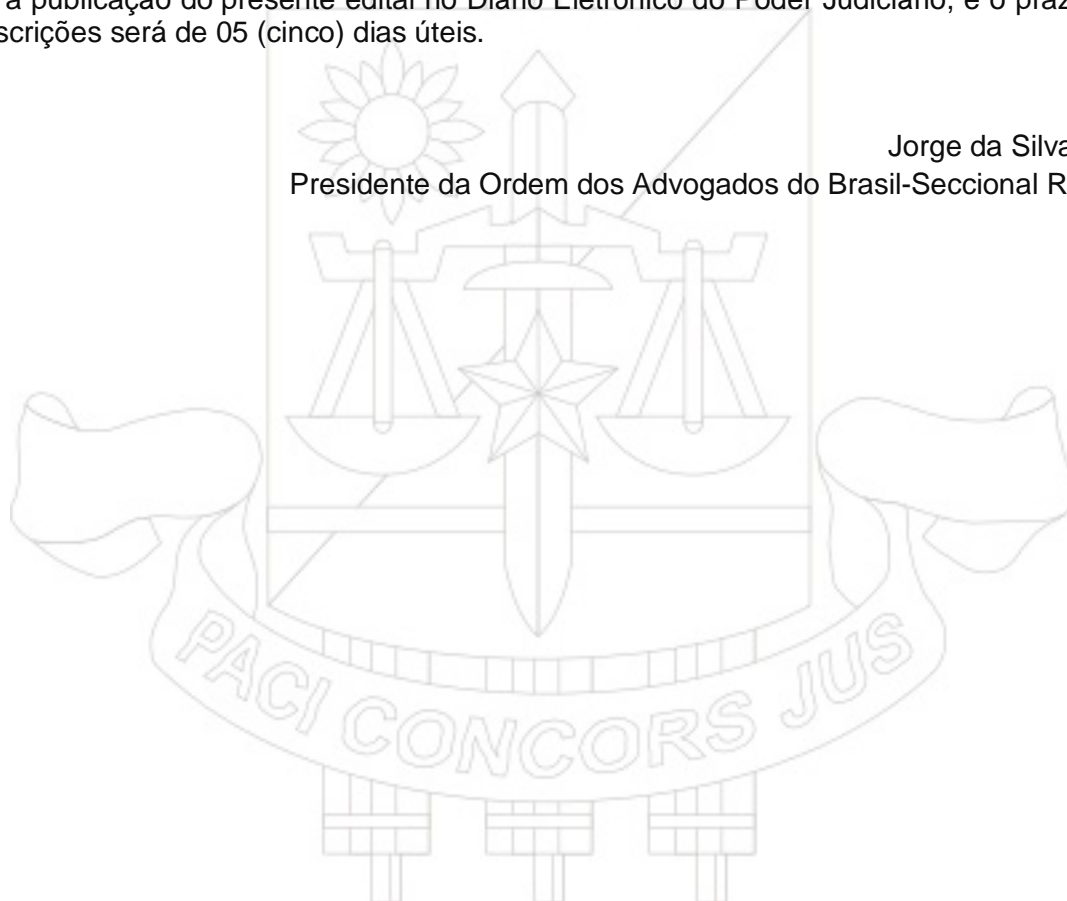 a publicação do presente edital no Diário Eletrônico do Poder Judiciário, e o praz
scrições será de 05 (cinco) dias úteis.
Jorge da Silva
Presidente da Ordem dos Advogados do Brasil-Seccional R
PACI CONCORS JUS